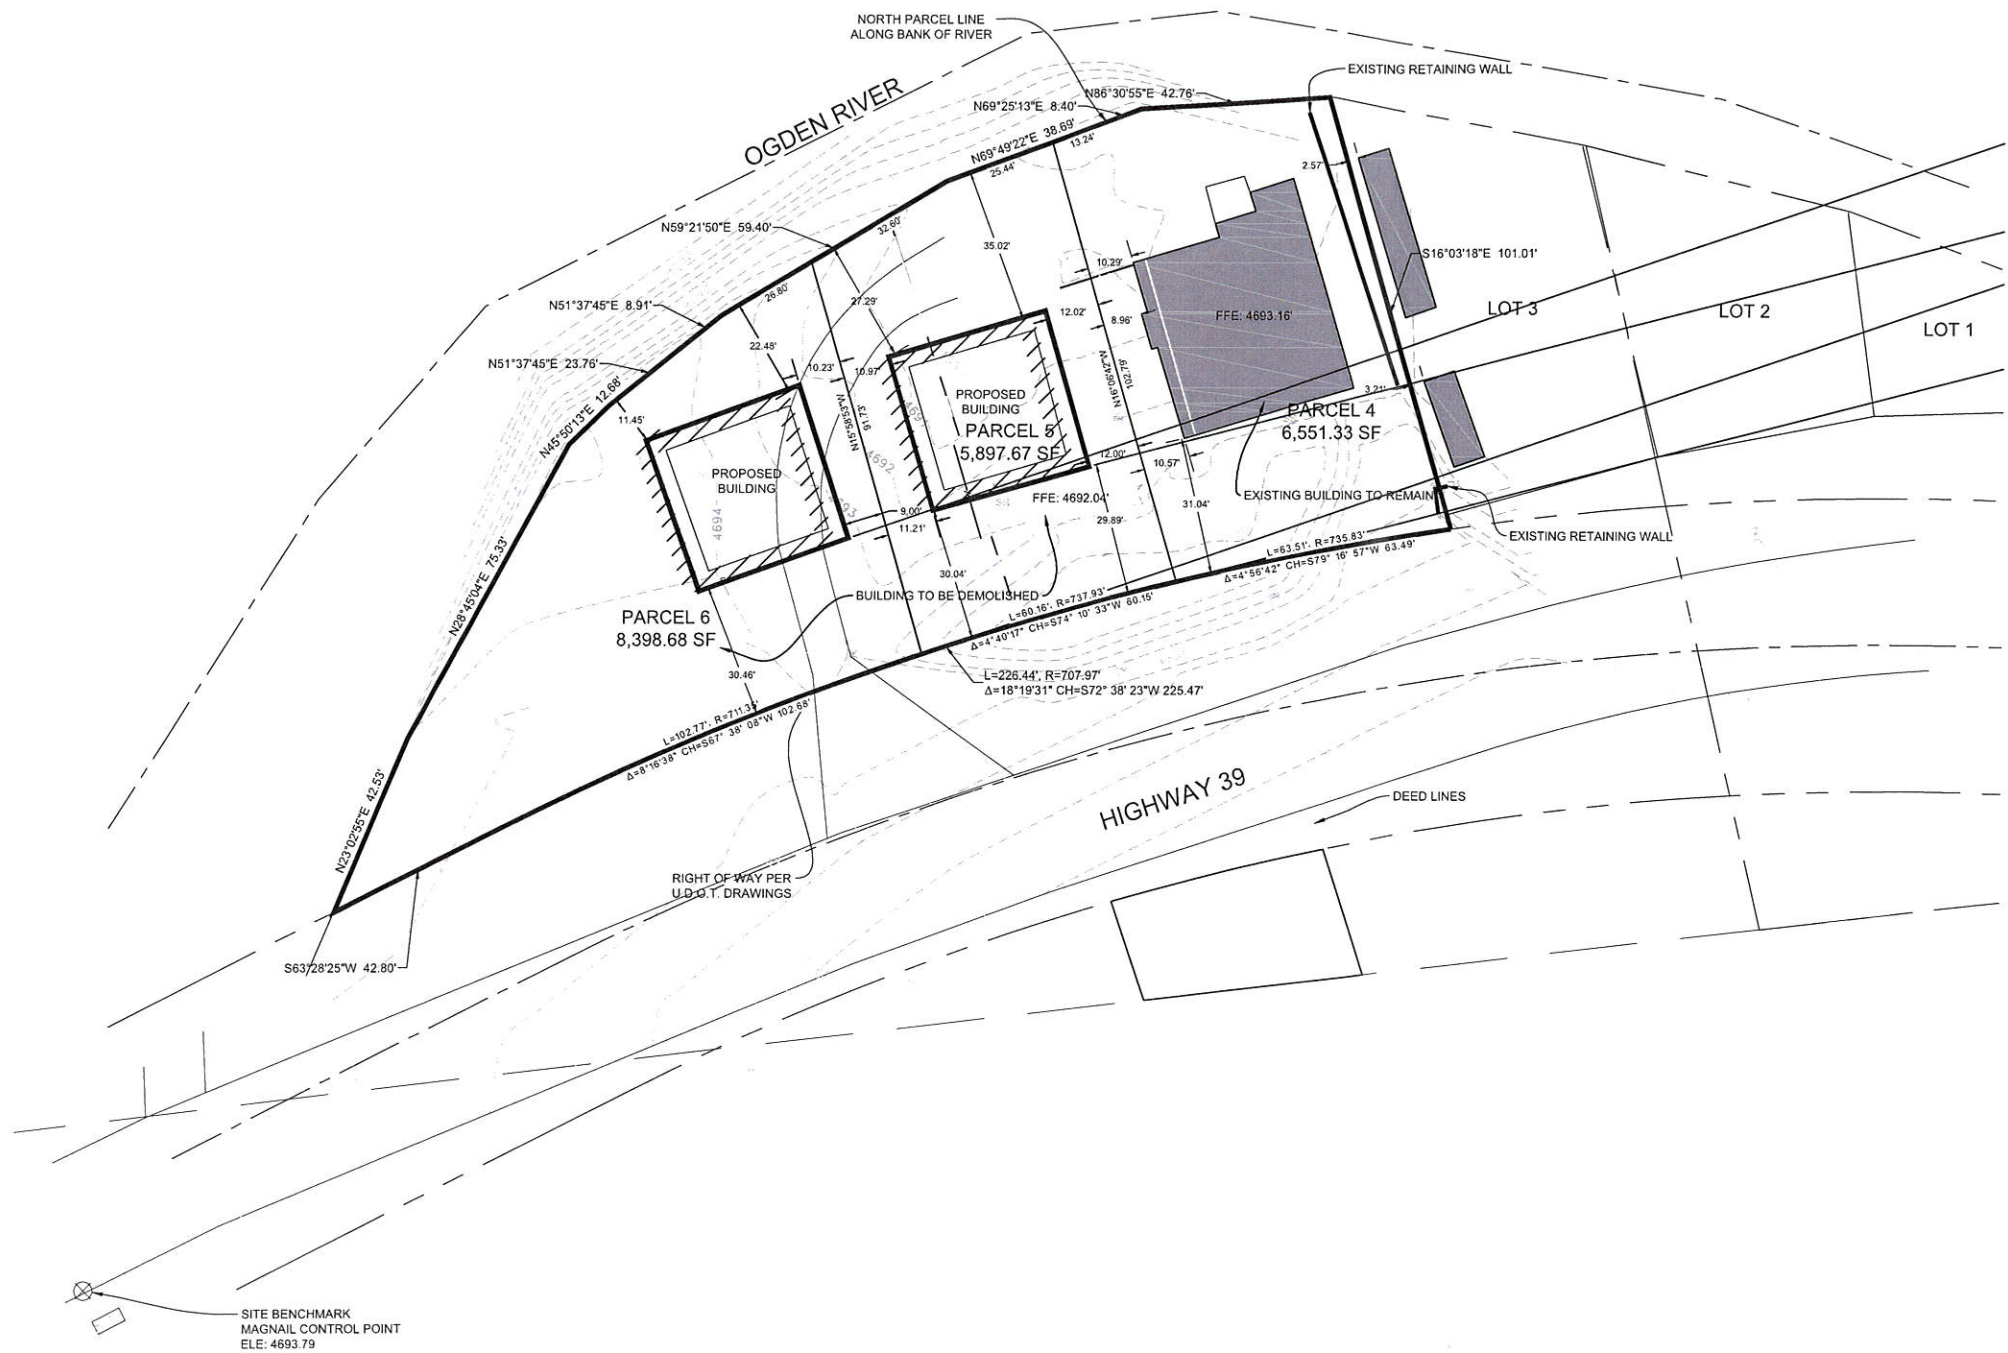 NORTH PARCEL LINE
ALONG BANK OF RIVER
EXISTING RETAINING WALL
OGDEN RIVER
N86°30'55"E 42.76'
N69°25'13"E 8.40'
N69°49'22"E 38.69'
13.24'
25.44'
2.57'
N59°21'50"E 59.40'
32.60'
35.02'
10.29'
S16°03'18"E 101.01'
N51°37'45"E 8.91'
26.80'
27.29'
12.02'
8.96'
FFE: 4693.16'
LOT 3
LOT 2
LOT 1
22.48'
N51°37'45"E 23.76'
10.23'
10.97'
N16°06'42"W
102.79'
3.21'
N45°50'13"E 12.68'
11.45'
N15°58'53"W
91.73'
4691
PROPOSED
BUILDING
PARCEL 5
5,897.67 SF
PARCEL 4
6,551.33 SF
4692
PROPOSED
BUILDING
12.00'
10.57'
4693
4694
FFE: 4692.04'
EXISTING BUILDING TO REMAIN
31.04'
9.00'
11.21'
29.89'
EXISTING RETAINING WALL
N28°45'04"E 75.33'
30.04'
L=63.51', R=735.83'
Δ=4°56'42" CH=S79° 16' 57"W 63.49'
BUILDING TO BE DEMOLISHED
L=60.16', R=737.93'
Δ=4°40'17" CH=S74° 10' 33"W 60.15'
PARCEL 6
8,398.68 SF
30.46'
L=226.44', R=707.97'
Δ=18°19'31" CH=S72° 38' 23"W 225.47'
L=102.77', R=711.35'
Δ=8°16'38" CH=S67° 38' 08"W 102.68'
N23°02'55"E 42.53'
HIGHWAY 39
DEED LINES
RIGHT OF WAY PER
U.D.O.T. DRAWINGS
S63°28'25"W 42.80'
SITE BENCHMARK
MAGNAIL CONTROL POINT
ELE: 4693.79